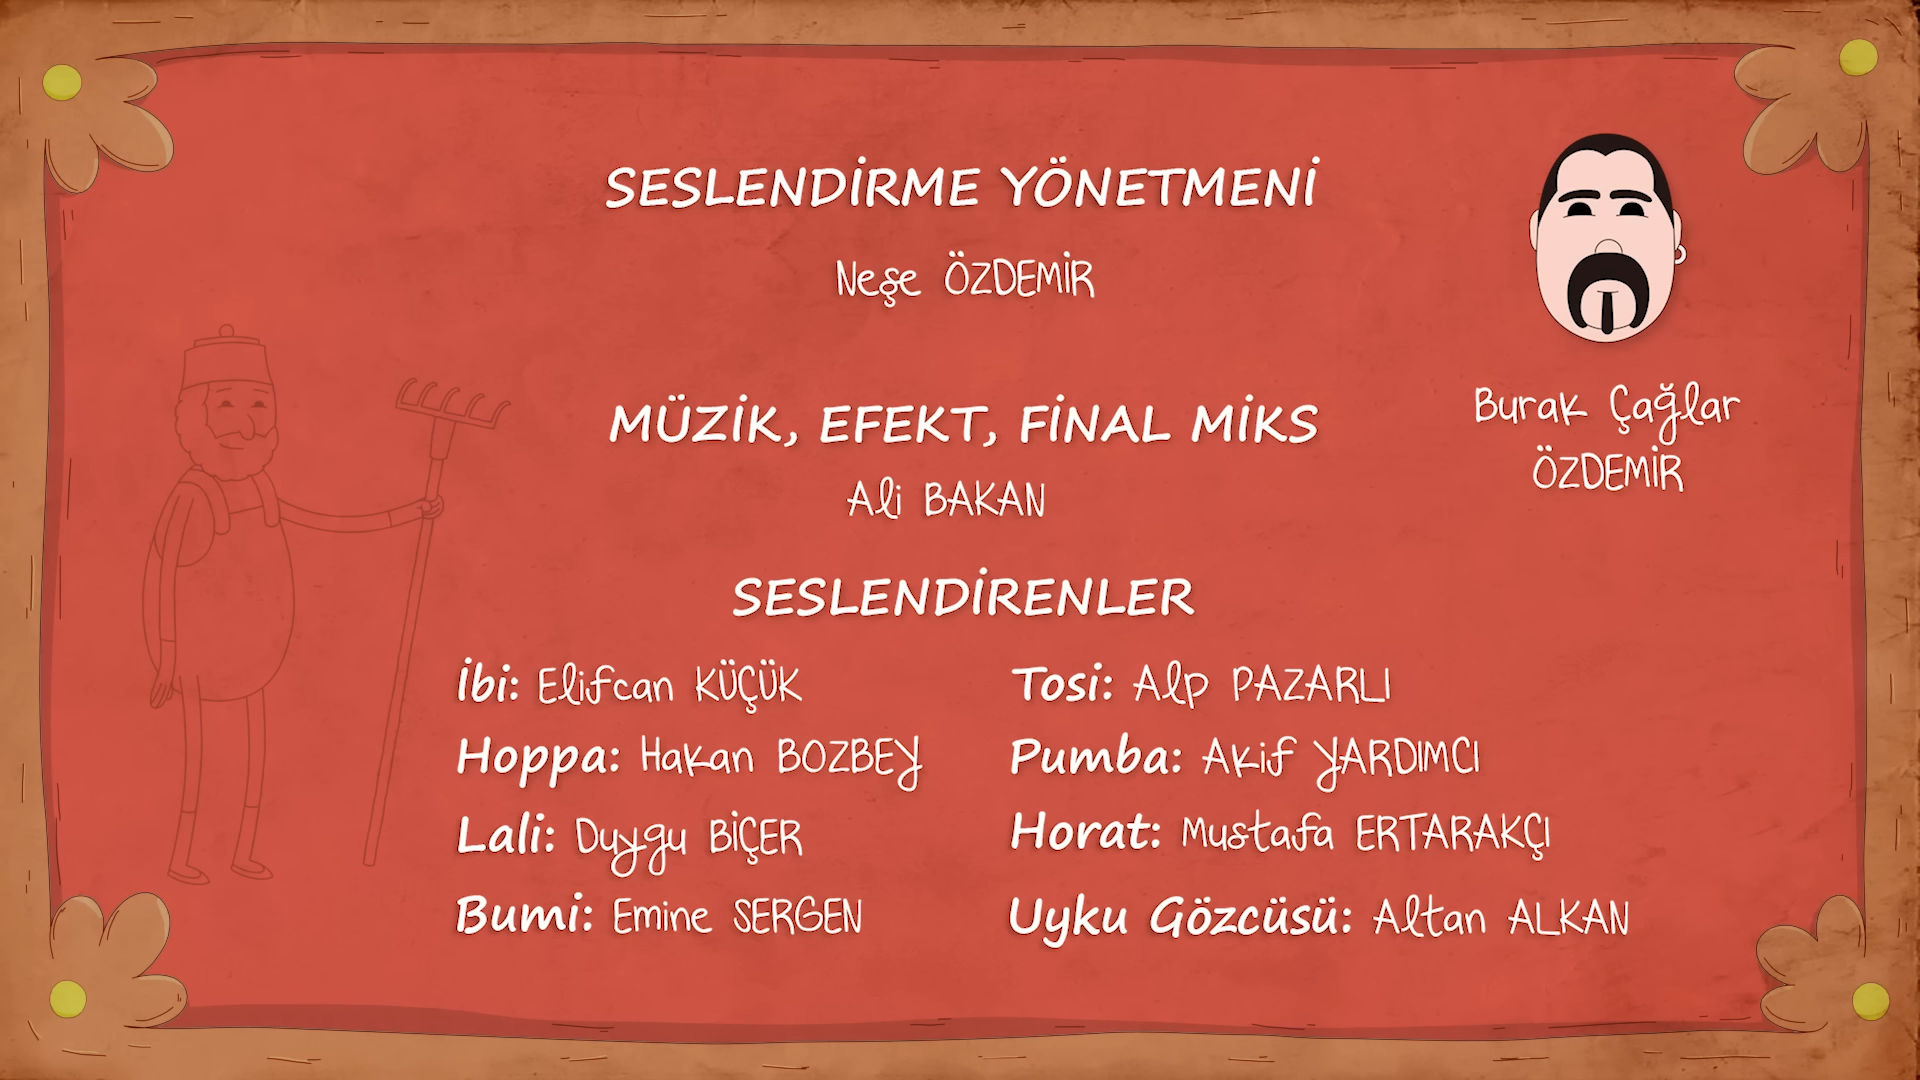 SESLENDİRME YÖNETMENİ
Neşe ÖZDEMİR
MÜZİK, EFEKT, FİNAL MİKS
Ali BAKAN
Burak Çağlar
ÖZDEMİR
SESLENDİRENLER
İbi: Elifcan KÜÇÜK
Hoppa: Hakan BOZBEY
Lali: Duygu BİÇER
Bumi: Emine SERGEN
Tosi: Alp PAZARLI
Pumba: Akif YARDIMCI
Horat: Mustafa ERTARAKÇI
Uyku Gözcüsü: Altan ALKAN